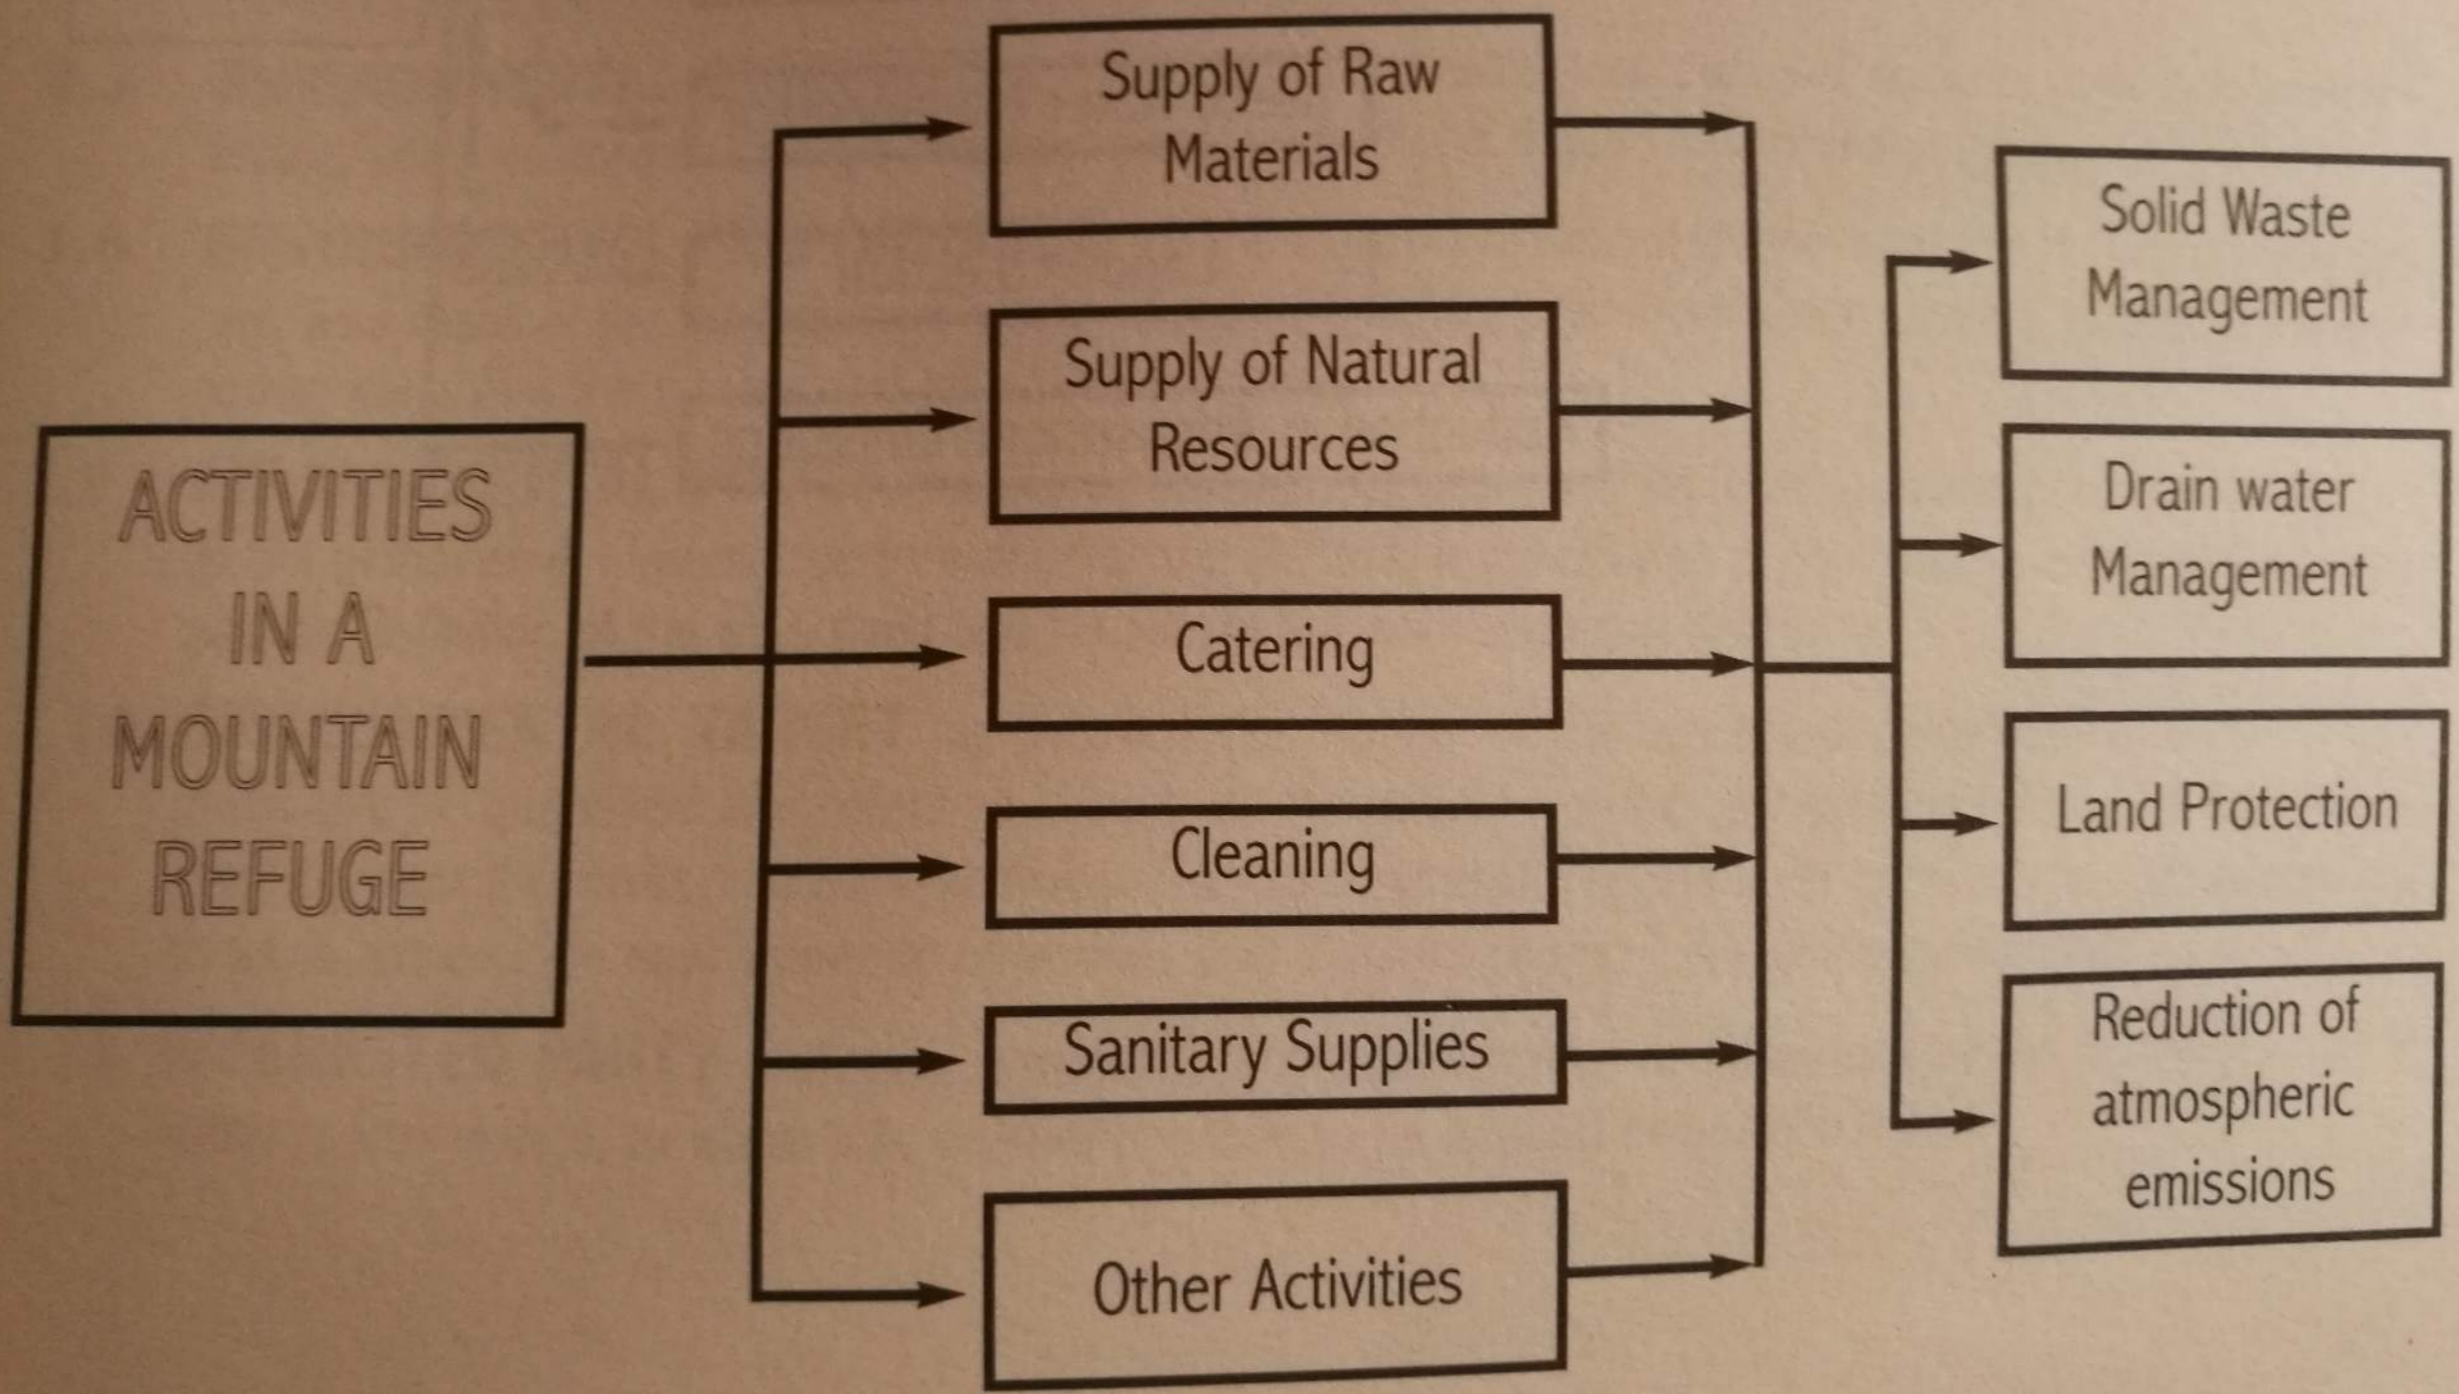 ACTIVITIES
IN A
MOUNTAIN
REFUGE
Supply of Raw
Materials
Supply of Natural
Resources
Catering
Cleaning
Sanitary Supplies
Other Activities
Solid Waste
Management
Drain water
Management
Land Protection
Reduction of
atmospheric
emissions